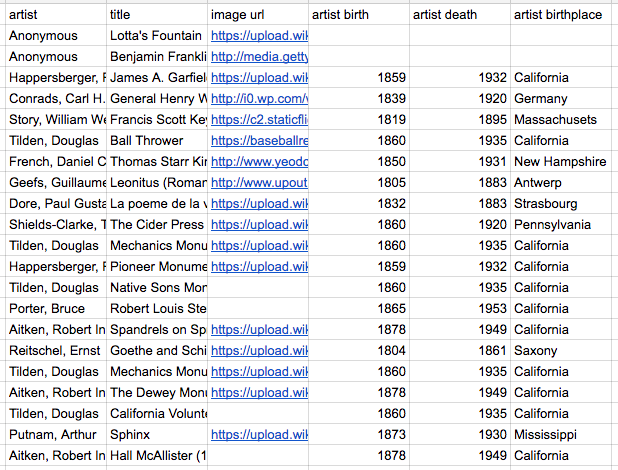 artist title image url artist birth artist death artist birthplace
Anonymous Lotta's Fountain https://upload.wik
Anonymous Benjamin Frankli http://media.getty
Happersberger, F James A. Garfiel https://upload.wik 1859 1932 California
Conrads, Carl H. General Henry W http://i0.wp.com/v 1839 1920 Germany
Story, William We Francis Scott Key https://c2.staticfli 1819 1895 Massachusets
Tilden, Douglas Ball Thrower https://baseballre 1860 1935 California
French, Daniel C Thomas Starr Kin http://www.yeodo 1850 1931 New Hampshire
Geefs, Guillaume Leonitus (Roman http://www.upout 1805 1883 Antwerp
Dore, Paul Gusta La poeme de la v https://upload.wik 1832 1883 Strasbourg
Shields-Clarke, T The Cider Press https://upload.wik 1860 1920 Pennsylvania
Tilden, Douglas Mechanics Monu https://upload.wik 1860 1935 California
Happersberger, F Pioneer Monume https://upload.wik 1859 1932 California
Tilden, Douglas Native Sons Mon 1860 1935 California
Porter, Bruce Robert Louis Ste 1865 1953 California
Aitken, Robert In Spandrels on Sp https://upload.wik 1878 1949 California
Reitschel, Ernst Goethe and Schi https://upload.wik 1804 1861 Saxony
Tilden, Douglas Mechanics Monu https://upload.wik 1860 1935 California
Aitken, Robert In The Dewey Monu https://upload.wik 1878 1949 California
Tilden, Douglas California Volunte 1860 1935 California
Putnam, Arthur Sphinx https://upload.wik 1873 1930 Mississippi
Aitken, Robert In Hall McAllister (1 1878 1949 California